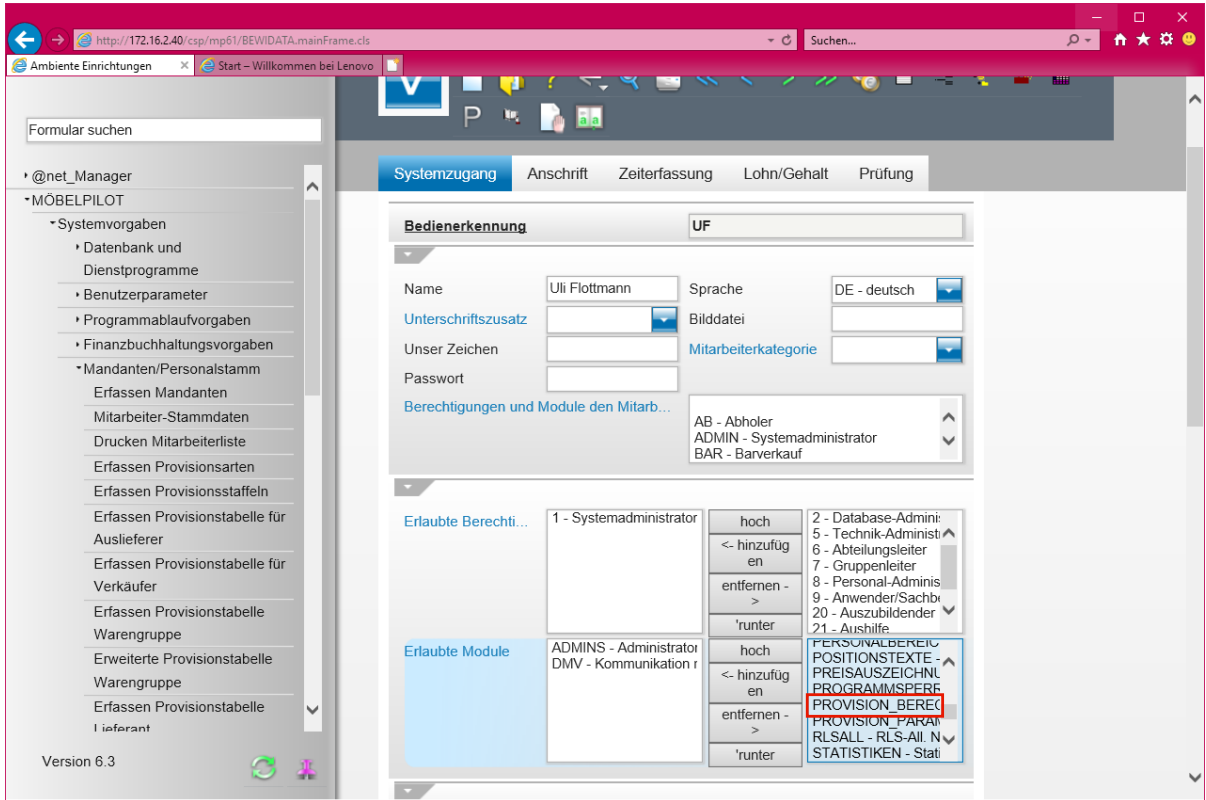 http://172.16.2.40/csp/mp61/BEWIDATA.mainFrame.cls
Suchen...
Ambiente Einrichtungen
Start – Willkommen bei Lenovo
Formular suchen
@net_Manager
MÖBELPILOT
Systemvorgaben
Datenbank und
Dienstprogramme
Benutzerparameter
Programmablaufvorgaben
Finanzbuchhaltungsvorgaben
Mandanten/Personalstamm
Erfassen Mandanten
Mitarbeiter-Stammdaten
Drucken Mitarbeiterliste
Erfassen Provisionsarten
Erfassen Provisionsstaffeln
Erfassen Provisionstabelle für
Auslieferer
Erfassen Provisionstabelle für
Verkäufer
Erfassen Provisionstabelle
Warengruppe
Erweiterte Provisionstabelle
Warengruppe
Erfassen Provisionstabelle
Lieferant
Version 6.3
V
P
a a
Systemzugang Anschrift Zeiterfassung Lohn/Gehalt Prüfung
Bedienerkennung UF
Name Uli Flottmann Sprache DE - deutsch
Unterschriftszusatz Bilddatei
Unser Zeichen Mitarbeiterkategorie
Passwort
Berechtigungen und Module den Mitarb...
AB - Abholer
ADMIN - Systemadministrator
BAR - Barverkauf
Erlaubte Berechti...
1 - Systemadministrator
hoch
<- hinzufüg
en
entfernen -
>
'runter
2 - Database-Adminis
5 - Technik-Administr
6 - Abteilungsleiter
7 - Gruppenleiter
8 - Personal-Adminis
9 - Anwender/Sachbe
20 - Auszubildender
21 - Aushilfe
Erlaubte Module
ADMINS - Administrator
DMV - Kommunikation r
hoch
<- hinzufüg
en
entfernen -
>
'runter
PERSONALBEREIC
POSITIONSTEXTE -
PREISAUSZEICHNU
PROGRAMMSPERR
PROVISION_BEREC
PROVISION_PARAM
RLSALL - RLS-All. N
STATISTIKEN - Stati